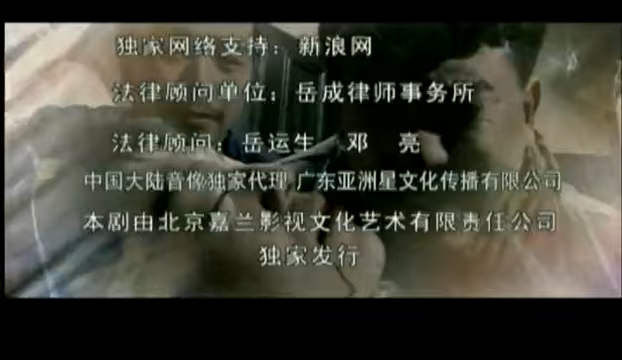 独家网络支持：新浪网
法律顾问单位：岳成律师事务所
法律顾问：岳运生 邓 亮
中国大陆音像独家代理 广东亚洲星文化传播有限公司
本剧由北京嘉兰影视文化艺术有限责任公司
独家发行